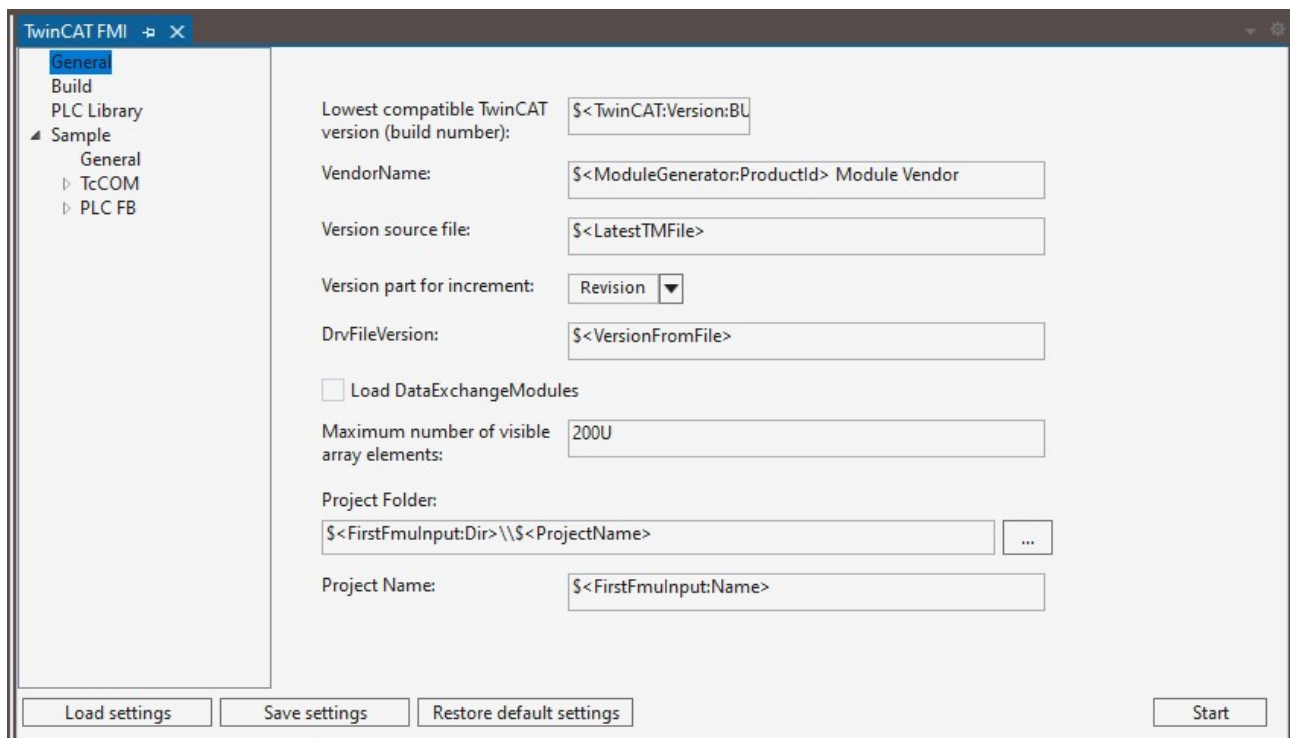 TwinCAT FMI
General
Build
PLC Library
Sample
General
TcCOM
PLC FB
Lowest compatible TwinCAT
version (build number):
$<TwinCAT:Version:BU
VendorName:
$<ModuleGenerator:ProductId> Module Vendor
Version source file:
$<LatestTMFile>
Version part for increment:
Revision
DrvFileVersion:
$<VersionFromFile>
Load DataExchangeModules
Maximum number of visible
array elements:
200U
Project Folder:
$<FirstFmuInput:Dir>\\$<ProjectName>
...
Project Name:
$<FirstFmuInput:Name>
Load settings
Save settings
Restore default settings
Start